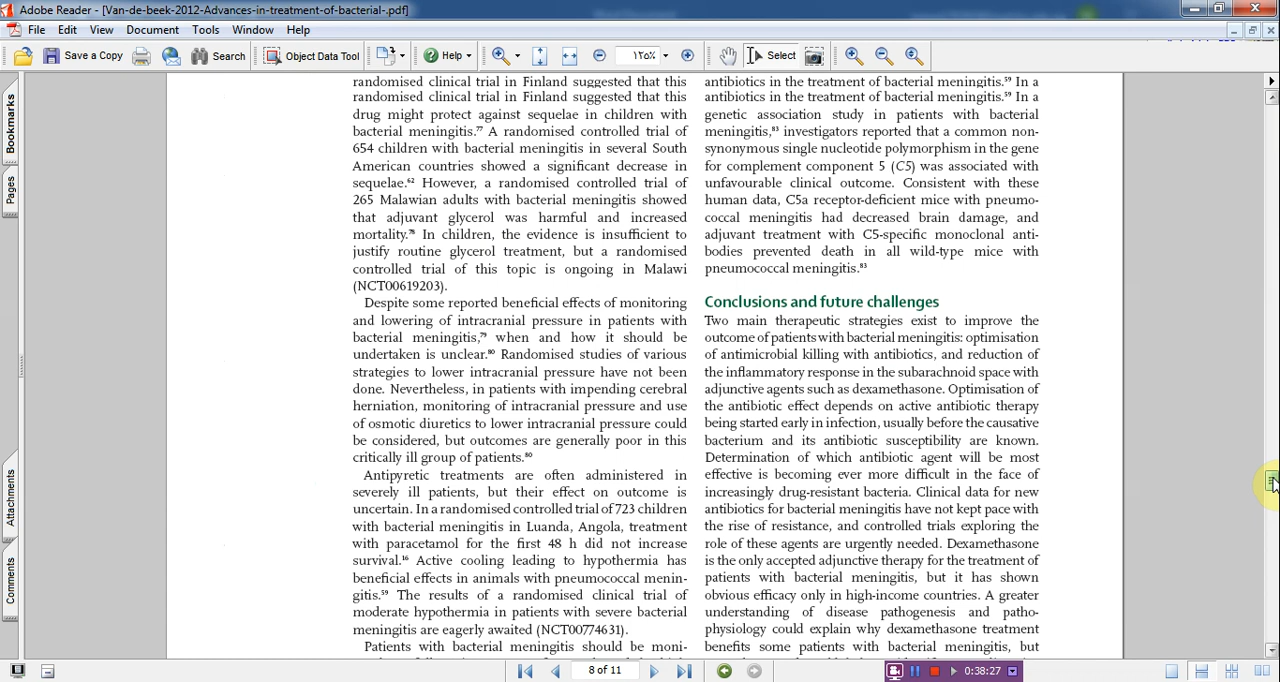 Adobe Reader - [Van-de-beek-2012-Advances-in-treatment-of-bacterial-.pdf]
File Edit View Document Tools Window Help
Save a Copy Search Object Data Tool Help ١٢٥% Select
Bookmarks
Pages
Attachments
Comments
randomised clinical trial in Finland suggested that this
randomised clinical trial in Finland suggested that this
drug might protect against sequelae in children with
bacterial meningitis.⁷⁷ A randomised controlled trial of
654 children with bacterial meningitis in several South
American countries showed a significant decrease in
sequelae.⁶² However, a randomised controlled trial of
265 Malawian adults with bacterial meningitis showed
that adjuvant glycerol was harmful and increased
mortality.⁷⁸ In children, the evidence is insufficient to
justify routine glycerol treatment, but a randomised
controlled trial of this topic is ongoing in Malawi
(NCT00619203).
Despite some reported beneficial effects of monitoring
and lowering of intracranial pressure in patients with
bacterial meningitis,⁷⁹ when and how it should be
undertaken is unclear.⁸⁰ Randomised studies of various
strategies to lower intracranial pressure have not been
done. Nevertheless, in patients with impending cerebral
herniation, monitoring of intracranial pressure and use
of osmotic diuretics to lower intracranial pressure could
be considered, but outcomes are generally poor in this
critically ill group of patients.⁸⁰
Antipyretic treatments are often administered in
severely ill patients, but their effect on outcome is
uncertain. In a randomised controlled trial of 723 children
with bacterial meningitis in Luanda, Angola, treatment
with paracetamol for the first 48 h did not increase
survival.¹⁶ Active cooling leading to hypothermia has
beneficial effects in animals with pneumococcal menin-
gitis.⁵⁹ The results of a randomised clinical trial of
moderate hypothermia in patients with severe bacterial
meningitis are eagerly awaited (NCT00774631).
Patients with bacterial meningitis should be moni-
antibiotics in the treatment of bacterial meningitis.⁵⁹ In a
antibiotics in the treatment of bacterial meningitis.⁵⁹ In a
genetic association study in patients with bacterial
meningitis,⁸³ investigators reported that a common non-
synonymous single nucleotide polymorphism in the gene
for complement component 5 (C5) was associated with
unfavourable clinical outcome. Consistent with these
human data, C5a receptor-deficient mice with pneumo-
coccal meningitis had decreased brain damage, and
adjuvant treatment with C5-specific monoclonal anti-
bodies prevented death in all wild-type mice with
pneumococcal meningitis.⁸³
Conclusions and future challenges
Two main therapeutic strategies exist to improve the
outcome of patients with bacterial meningitis: optimisation
of antimicrobial killing with antibiotics, and reduction of
the inflammatory response in the subarachnoid space with
adjunctive agents such as dexamethasone. Optimisation of
the antibiotic effect depends on active antibiotic therapy
being started early in infection, usually before the causative
bacterium and its antibiotic susceptibility are known.
Determination of which antibiotic agent will be most
effective is becoming ever more difficult in the face of
increasingly drug-resistant bacteria. Clinical data for new
antibiotics for bacterial meningitis have not kept pace with
the rise of resistance, and controlled trials exploring the
role of these agents are urgently needed. Dexamethasone
is the only accepted adjunctive therapy for the treatment of
patients with bacterial meningitis, but it has shown
obvious efficacy only in high-income countries. A greater
understanding of disease pathogenesis and patho-
physiology could explain why dexamethasone treatment
benefits some patients with bacterial meningitis, but
8 of 11
0:38:27